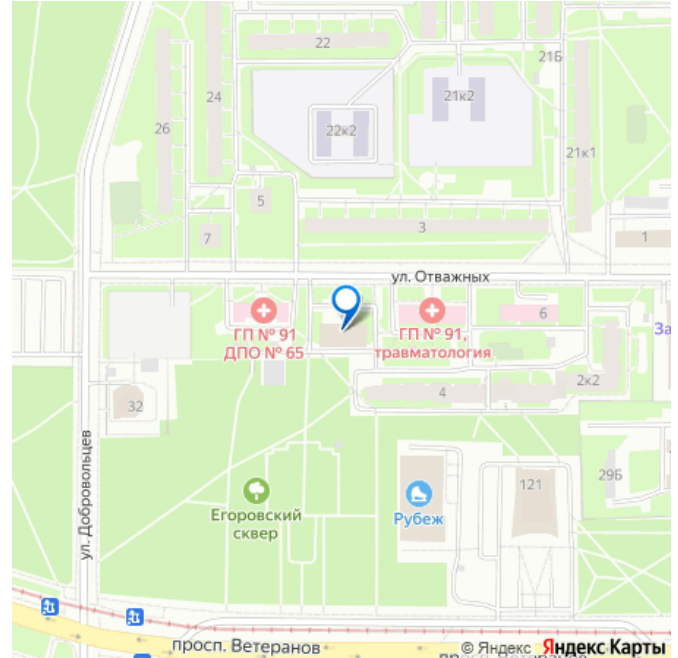 22
21Б
24
21к2
26
22к2
21к1
5
3
7
1
ул. Отважных
6
ГП № 91
ДПО № 65
ГП № 91,
травматология
За
2к2
4
32
ул. Добровольцев
121
29Б
Рубеж
Егоровский
сквер
просп. Ветеранов
© Яндекс Яндекс Карты